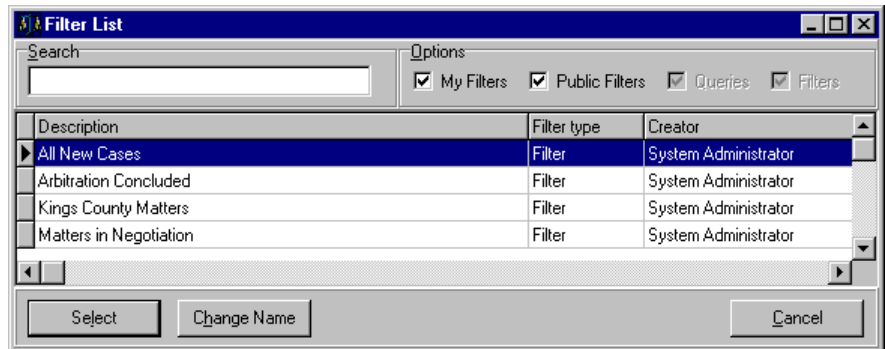 Filter List
Search
Options
My Filters Public Filters Queries Filters
Description Filter type Creator
All New Cases Filter System Administrator
Arbitration Concluded Filter System Administrator
Kings County Matters Filter System Administrator
Matters in Negotiation Filter System Administrator
Select Change Name Cancel